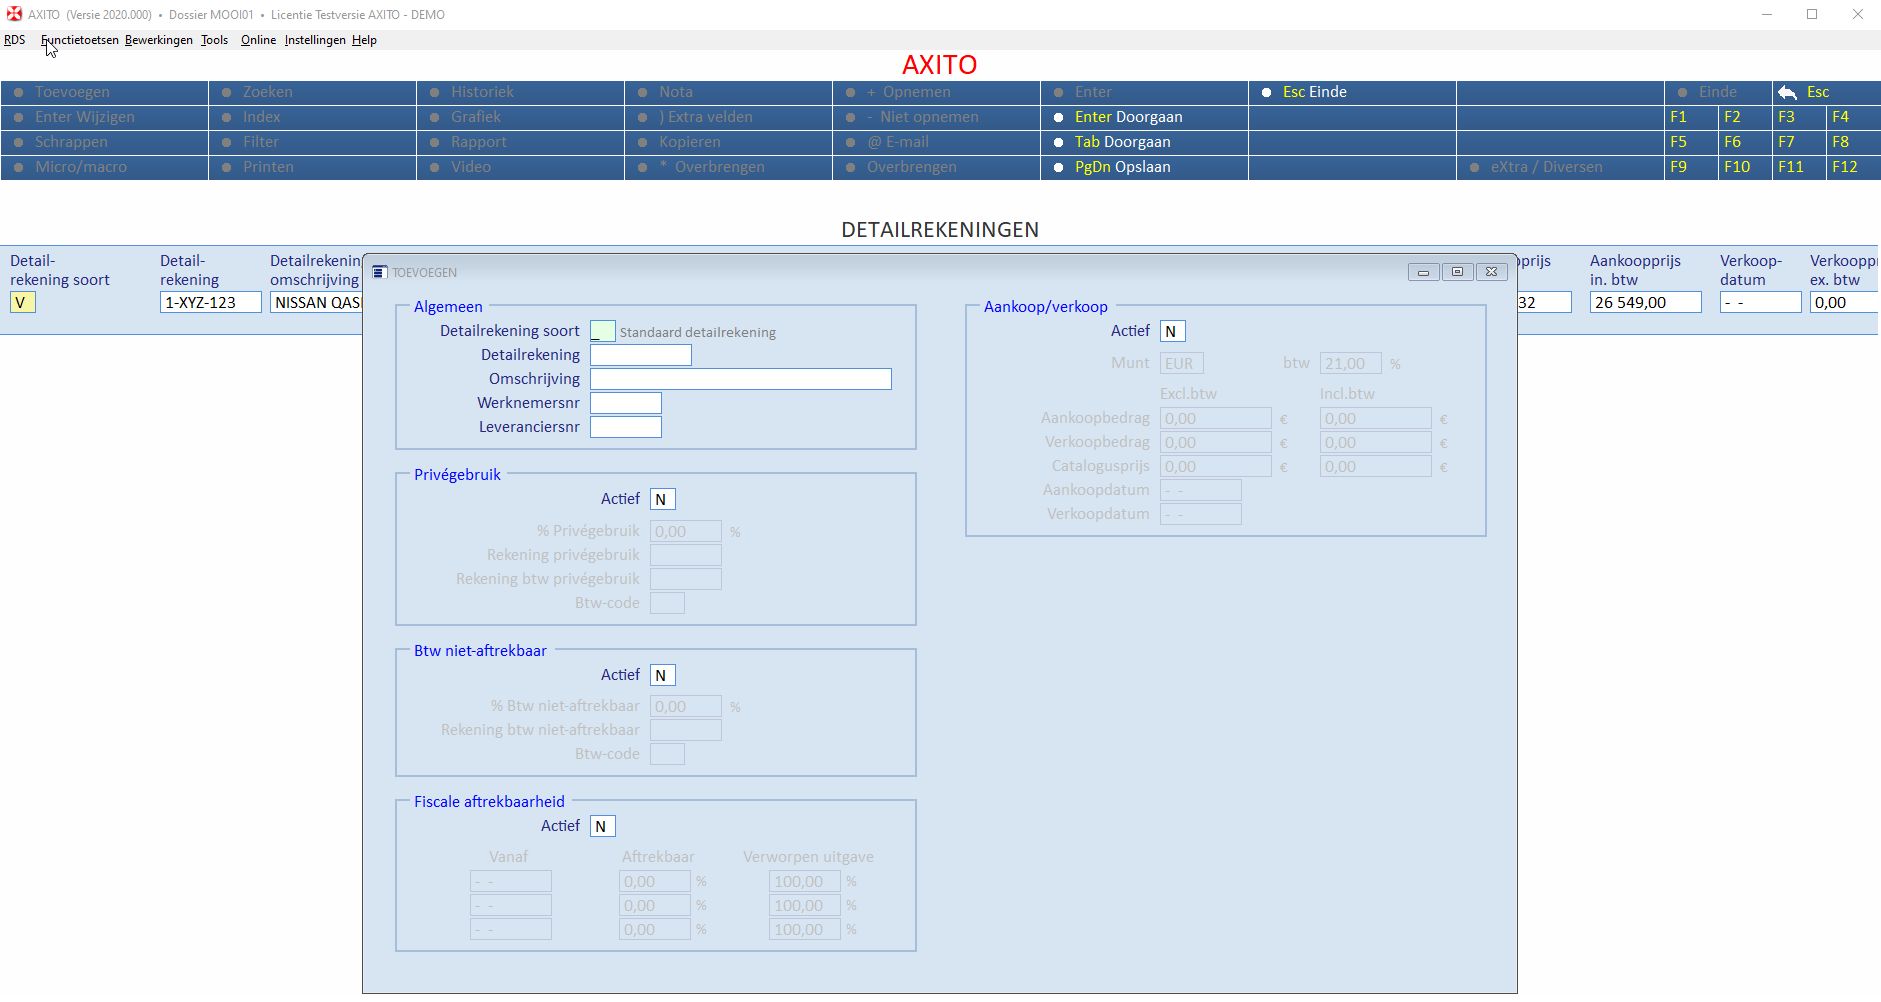 AXITO (Versie 2020.000) • Dossier MOOI01 • Licentie Testversie AXITO - DEMO
RDS Functietoetsen Bewerkingen Tools Online Instellingen Help
AXITO
Toevoegen Zoeken Historiek Nota + Opnemen Enter Esc Einde Einde Esc
Enter Wijzigen Index Grafiek ) Extra velden - Niet opnemen Enter Doorgaan F1 F2 F3 F4
Schrappen Filter Rapport Kopieren @ E-mail Tab Doorgaan F5 F6 F7 F8
Micro/macro Printen Video * Overbrengen Overbrengen PgDn Opslaan eXtra / Diversen F9 F10 F11 F12
DETAILREKENINGEN
Detail- Detail- Detailrekenin Aankoopprijs Verkoop- Verkoopp
rekening soort rekening omschrijving in. btw datum ex. btw
V 1-XYZ-123 NISSAN QAS 32 26 549,00 - - 0,00
TOEVOEGEN
Algemeen
Detailrekening soort _ Standaard detailrekening
Detailrekening
Omschrijving
Werknemersnr
Leveranciersnr
Privégebruik
Actief N
% Privégebruik 0,00 %
Rekening privégebruik
Rekening btw privégebruik
Btw-code
Btw niet-aftrekbaar
Actief N
% Btw niet-aftrekbaar 0,00 %
Rekening btw niet-aftrekbaar
Btw-code
Fiscale aftrekbaarheid
Actief N
Vanaf Aftrekbaar Verworpen uitgave
- - 0,00 % 100,00 %
- - 0,00 % 100,00 %
- - 0,00 % 100,00 %
Aankoop/verkoop
Actief N
Munt EUR btw 21,00 %
Excl.btw Incl.btw
Aankoopbedrag 0,00 € 0,00 €
Verkoopbedrag 0,00 € 0,00 €
Catalogusprijs 0,00 € 0,00 €
Aankoopdatum - -
Verkoopdatum - -